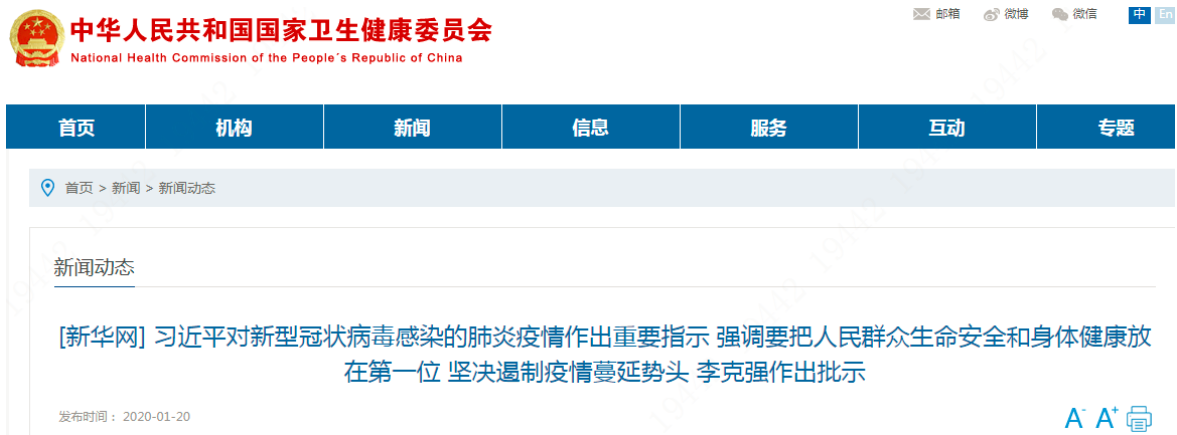 中华人民共和国国家卫生健康委员会
National Health Commission of the People's Republic of China
邮箱 微博 微信 中 En
首页 机构 新闻 信息 服务 互动 专题
首页 > 新闻 > 新闻动态
新闻动态
[新华网] 习近平对新型冠状病毒感染的肺炎疫情作出重要指示 强调要把人民群众生命安全和身体健康放
在第一位 坚决遏制疫情蔓延势头 李克强作出批示
发布时间： 2020-01-20
A- A+
19442 19442